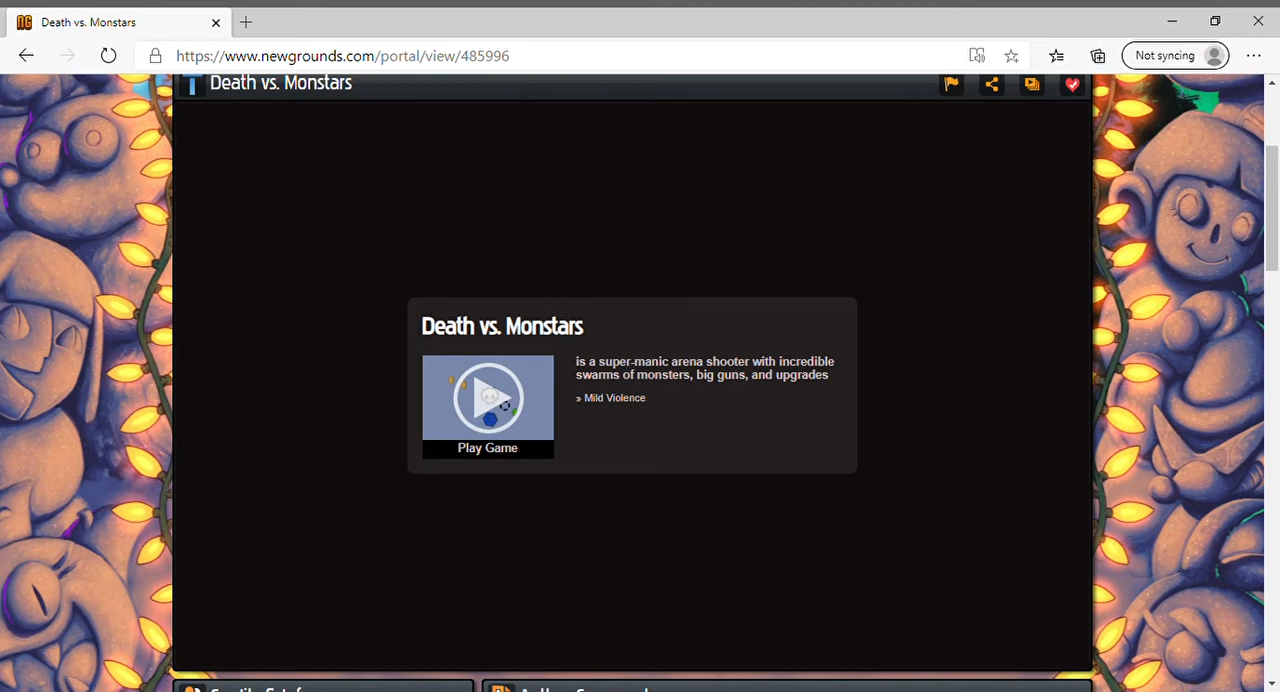 Death vs. Monstars
https://www.newgrounds.com/portal/view/485996
Not syncing
Death vs. Monstars
Death vs. Monstars
is a super-manic arena shooter with incredible
swarms of monsters, big guns, and upgrades
» Mild Violence
Play Game